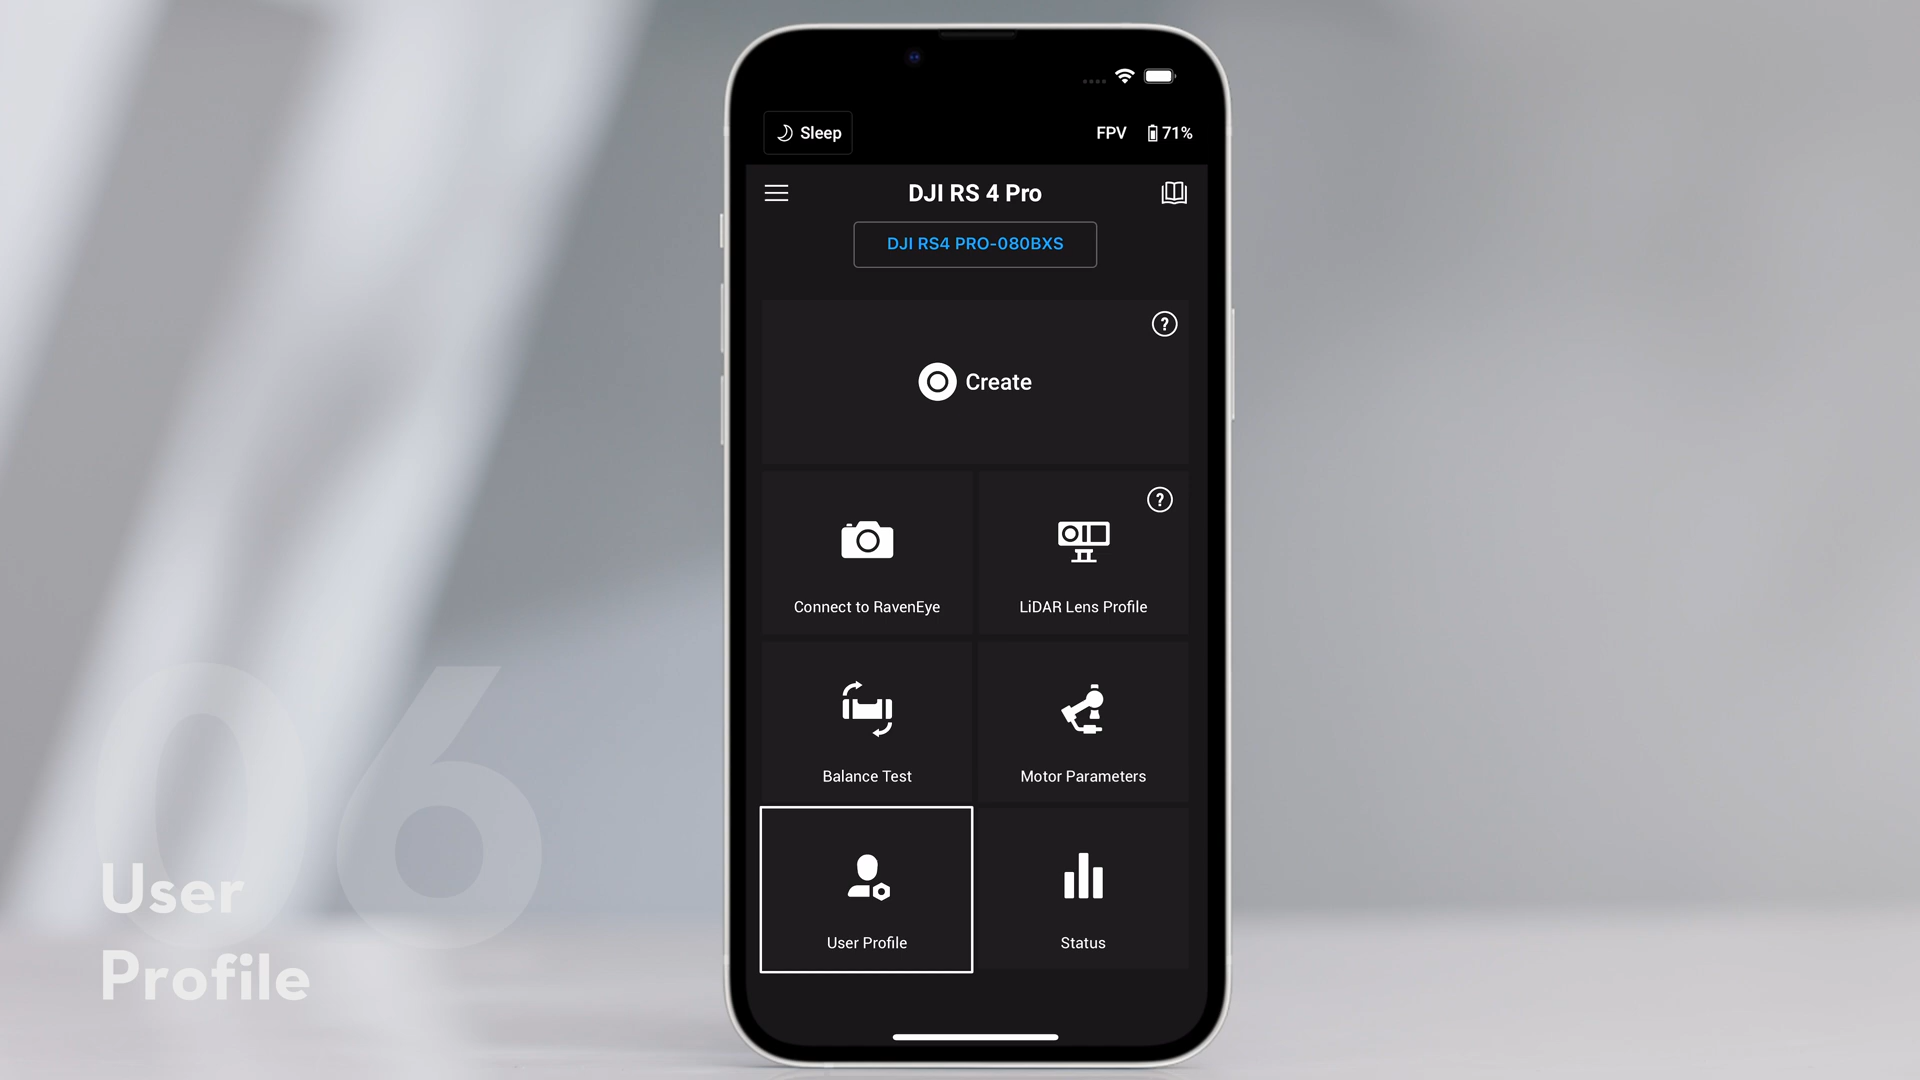 Sleep
FPV 71%
DJI RS 4 Pro
DJI RS4 PRO-080BXS
?
Create
?
Connect to RavenEye
LiDAR Lens Profile
Balance Test
Motor Parameters
User Profile
Status
06
User
Profile